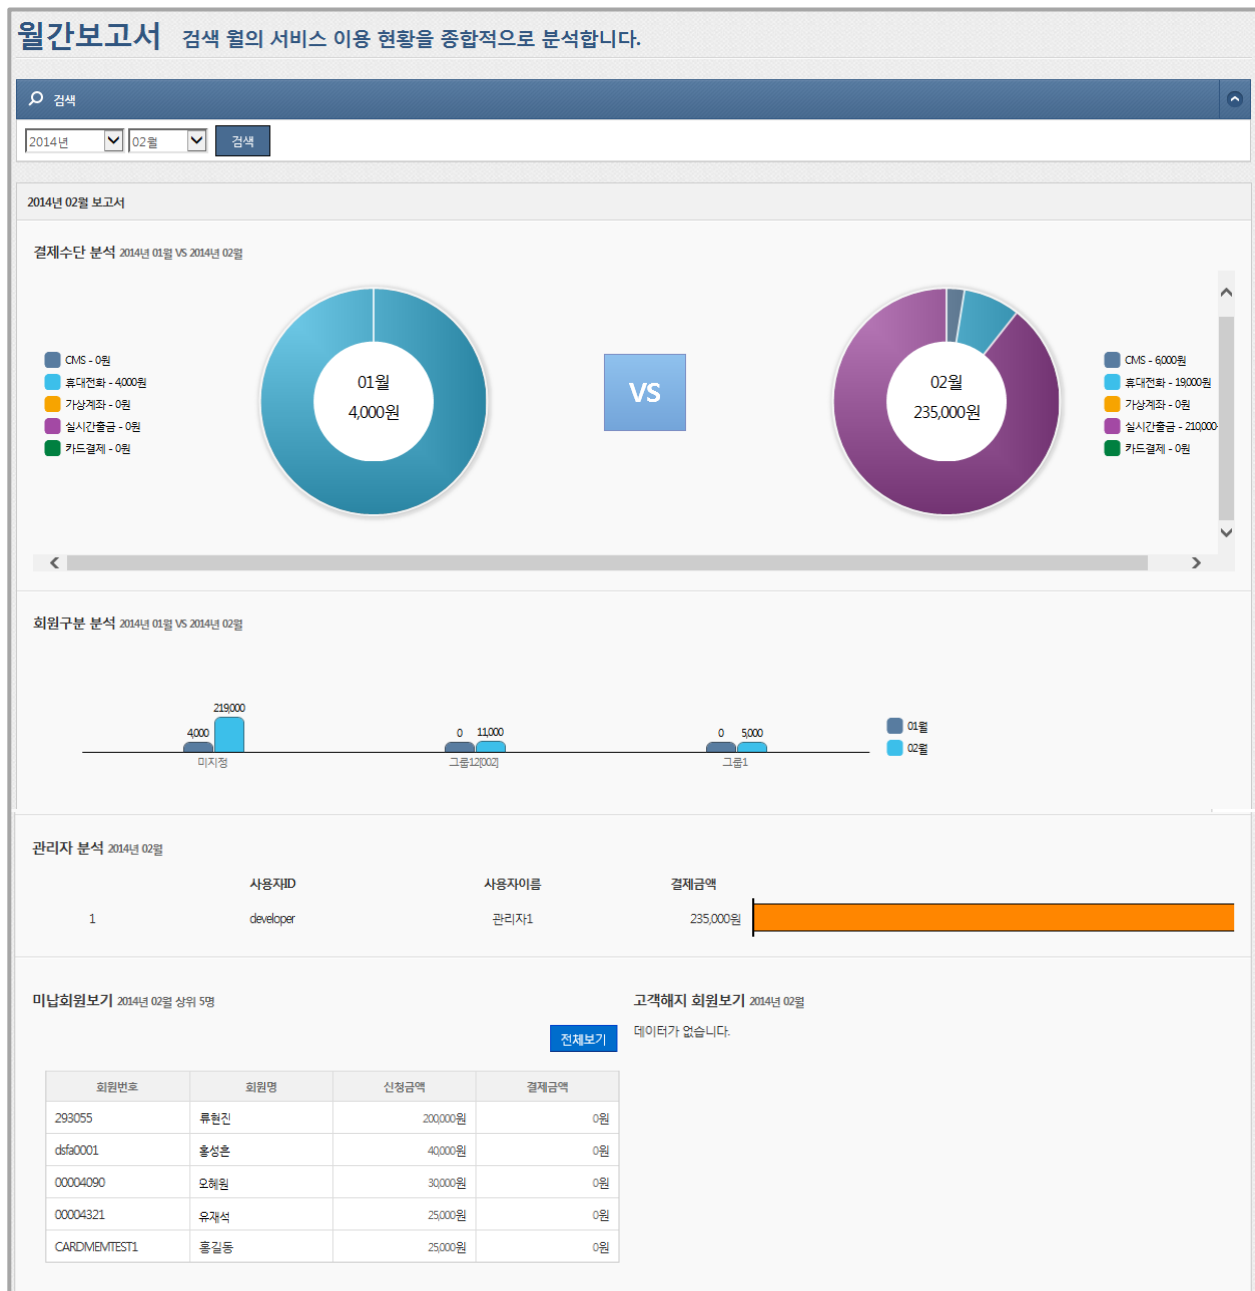 월간보고서 검색 월의 서비스 이용 현황을 종합적으로 분석합니다.
검색
2014년 02월 검색
2014년 02월 보고서
결제수단 분석 2014년 01월 VS 2014년 02월
CMS - 0원
휴대전화 - 4,000원
가상계좌 - 0원
실시간출금 - 0원
카드결제 - 0원
01월
4,000원
VS
02월
235,000원
CMS - 6,000원
휴대전화 - 19,000원
가상계좌 - 0원
실시간출금 - 210,000
카드결제 - 0원
회원구분 분석 2014년 01월 VS 2014년 02월
4,000 219,000
0 11,000
0 5,000
미지정 그룹12[002] 그룹1
01월
02월
관리자 분석 2014년 02월
사용자ID 사용자이름 결제금액
1 developer 관리자1 235,000원
미납회원보기 2014년 02월 상위 5명
전체보기
회원번호 회원명 신청금액 결제금액
293055 류현진 200,000원 0원
dsfa0001 홍성흔 40,000원 0원
00004090 오혜원 30,000원 0원
00004321 유재석 25,000원 0원
CARDMEMTEST1 홍길동 25,000원 0원
고객해지 회원보기 2014년 02월
데이터가 없습니다.